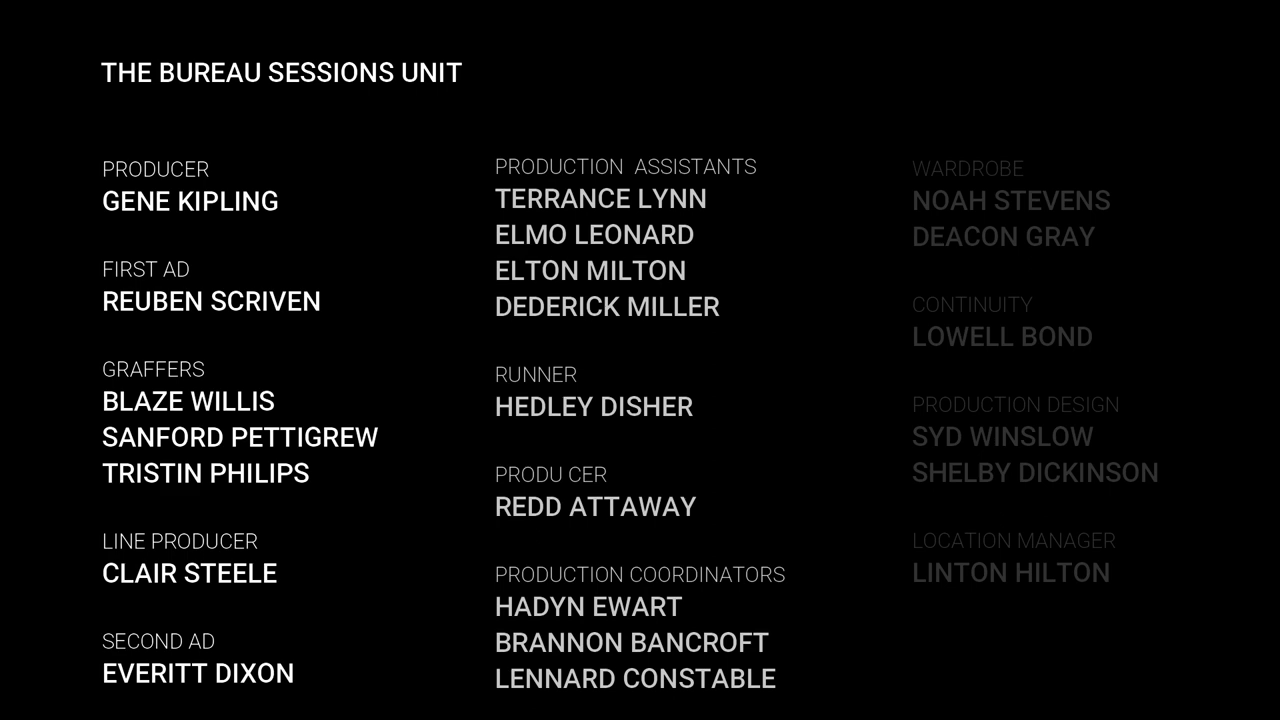 THE BUREAU SESSIONS UNIT
PRODUCER
GENE KIPLING
FIRST AD
REUBEN SCRIVEN
GRAFFERS
BLAZE WILLIS
SANFORD PETTIGREW
TRISTIN PHILIPS
LINE PRODUCER
CLAIR STEELE
SECOND AD
EVERITT DIXON
PRODUCTION  ASSISTANTS
TERRANCE LYNN
ELMO LEONARD
ELTON MILTON
DEDERICK MILLER
RUNNER
HEDLEY DISHER
PRODU CER
REDD ATTAWAY
PRODUCTION COORDINATORS
HADYN EWART
BRANNON BANCROFT
LENNARD CONSTABLE
WARDROBE
NOAH STEVENS
DEACON GRAY
CONTINUITY
LOWELL BOND
PRODUCTION DESIGN
SYD WINSLOW
SHELBY DICKINSON
LOCATION MANAGER
LINTON HILTON